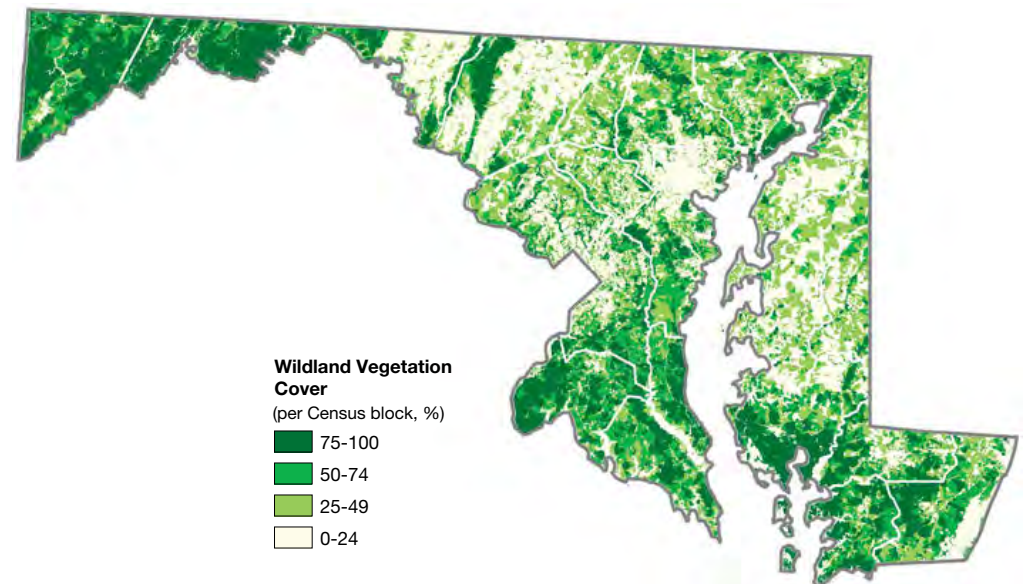 Wildland Vegetation
Cover
(per Census block, %)
75-100
50-74
25-49
0-24